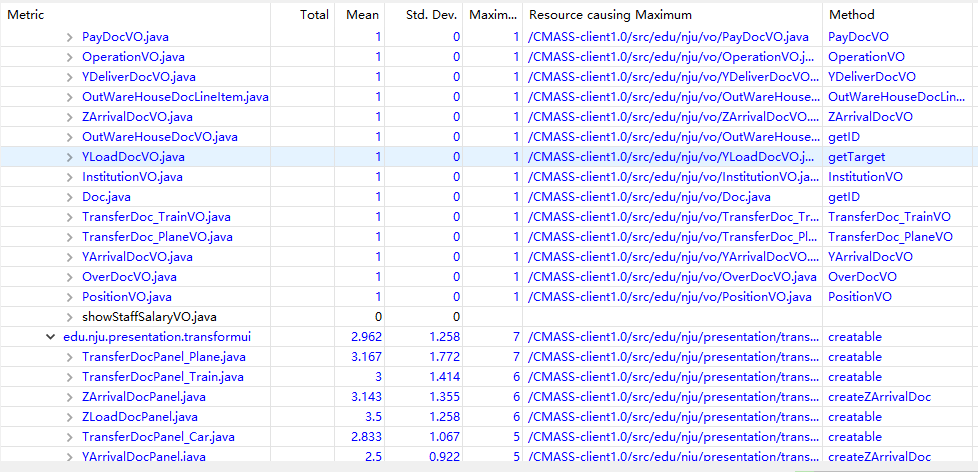 Metric Total Mean Std. Dev. Maxim... Resource causing Maximum Method
PayDocVO.java 1 0 1 /CMASS-client1.0/src/edu/nju/vo/PayDocVO.java PayDocVO
OperationVO.java 1 0 1 /CMASS-client1.0/src/edu/nju/vo/OperationVO.j... OperationVO
YDeliverDocVO.java 1 0 1 /CMASS-client1.0/src/edu/nju/vo/YDeliverDocVO... YDeliverDocVO
OutWareHouseDocLineItem.java 1 0 1 /CMASS-client1.0/src/edu/nju/vo/OutWareHouse... OutWareHouseDocLin...
ZArrivalDocVO.java 1 0 1 /CMASS-client1.0/src/edu/nju/vo/ZArrivalDocVO.... ZArrivalDocVO
OutWareHouseDocVO.java 1 0 1 /CMASS-client1.0/src/edu/nju/vo/OutWareHouse... getID
YLoadDocVO.java 1 0 1 /CMASS-client1.0/src/edu/nju/vo/YLoadDocVO.j... getTarget
InstitutionVO.java 1 0 1 /CMASS-client1.0/src/edu/nju/vo/InstitutionVO.ja... InstitutionVO
Doc.java 1 0 1 /CMASS-client1.0/src/edu/nju/vo/Doc.java getID
TransferDoc_TrainVO.java 1 0 1 /CMASS-client1.0/src/edu/nju/vo/TransferDoc_Tr... TransferDoc_TrainVO
TransferDoc_PlaneVO.java 1 0 1 /CMASS-client1.0/src/edu/nju/vo/TransferDoc_Pl... TransferDoc_PlaneVO
YArrivalDocVO.java 1 0 1 /CMASS-client1.0/src/edu/nju/vo/YArrivalDocVO.... YArrivalDocVO
OverDocVO.java 1 0 1 /CMASS-client1.0/src/edu/nju/vo/OverDocVO.java OverDocVO
PositionVO.java 1 0 1 /CMASS-client1.0/src/edu/nju/vo/PositionVO.java PositionVO
showStaffSalaryVO.java 0 0
edu.nju.presentation.transformui 2.962 1.258 7 /CMASS-client1.0/src/edu/nju/presentation/trans... creatable
TransferDocPanel_Plane.java 3.167 1.772 7 /CMASS-client1.0/src/edu/nju/presentation/trans... creatable
TransferDocPanel_Train.java 3 1.414 6 /CMASS-client1.0/src/edu/nju/presentation/trans... creatable
ZArrivalDocPanel.java 3.143 1.355 6 /CMASS-client1.0/src/edu/nju/presentation/trans... createZArrivalDoc
ZLoadDocPanel.java 3.5 1.258 6 /CMASS-client1.0/src/edu/nju/presentation/trans... creatable
TransferDocPanel_Car.java 2.833 1.067 5 /CMASS-client1.0/src/edu/nju/presentation/trans... creatable
YArrivalDocPanel.java 2.5 0.922 5 /CMASS-client1.0/src/edu/nju/presentation/trans... createZArrivalDoc